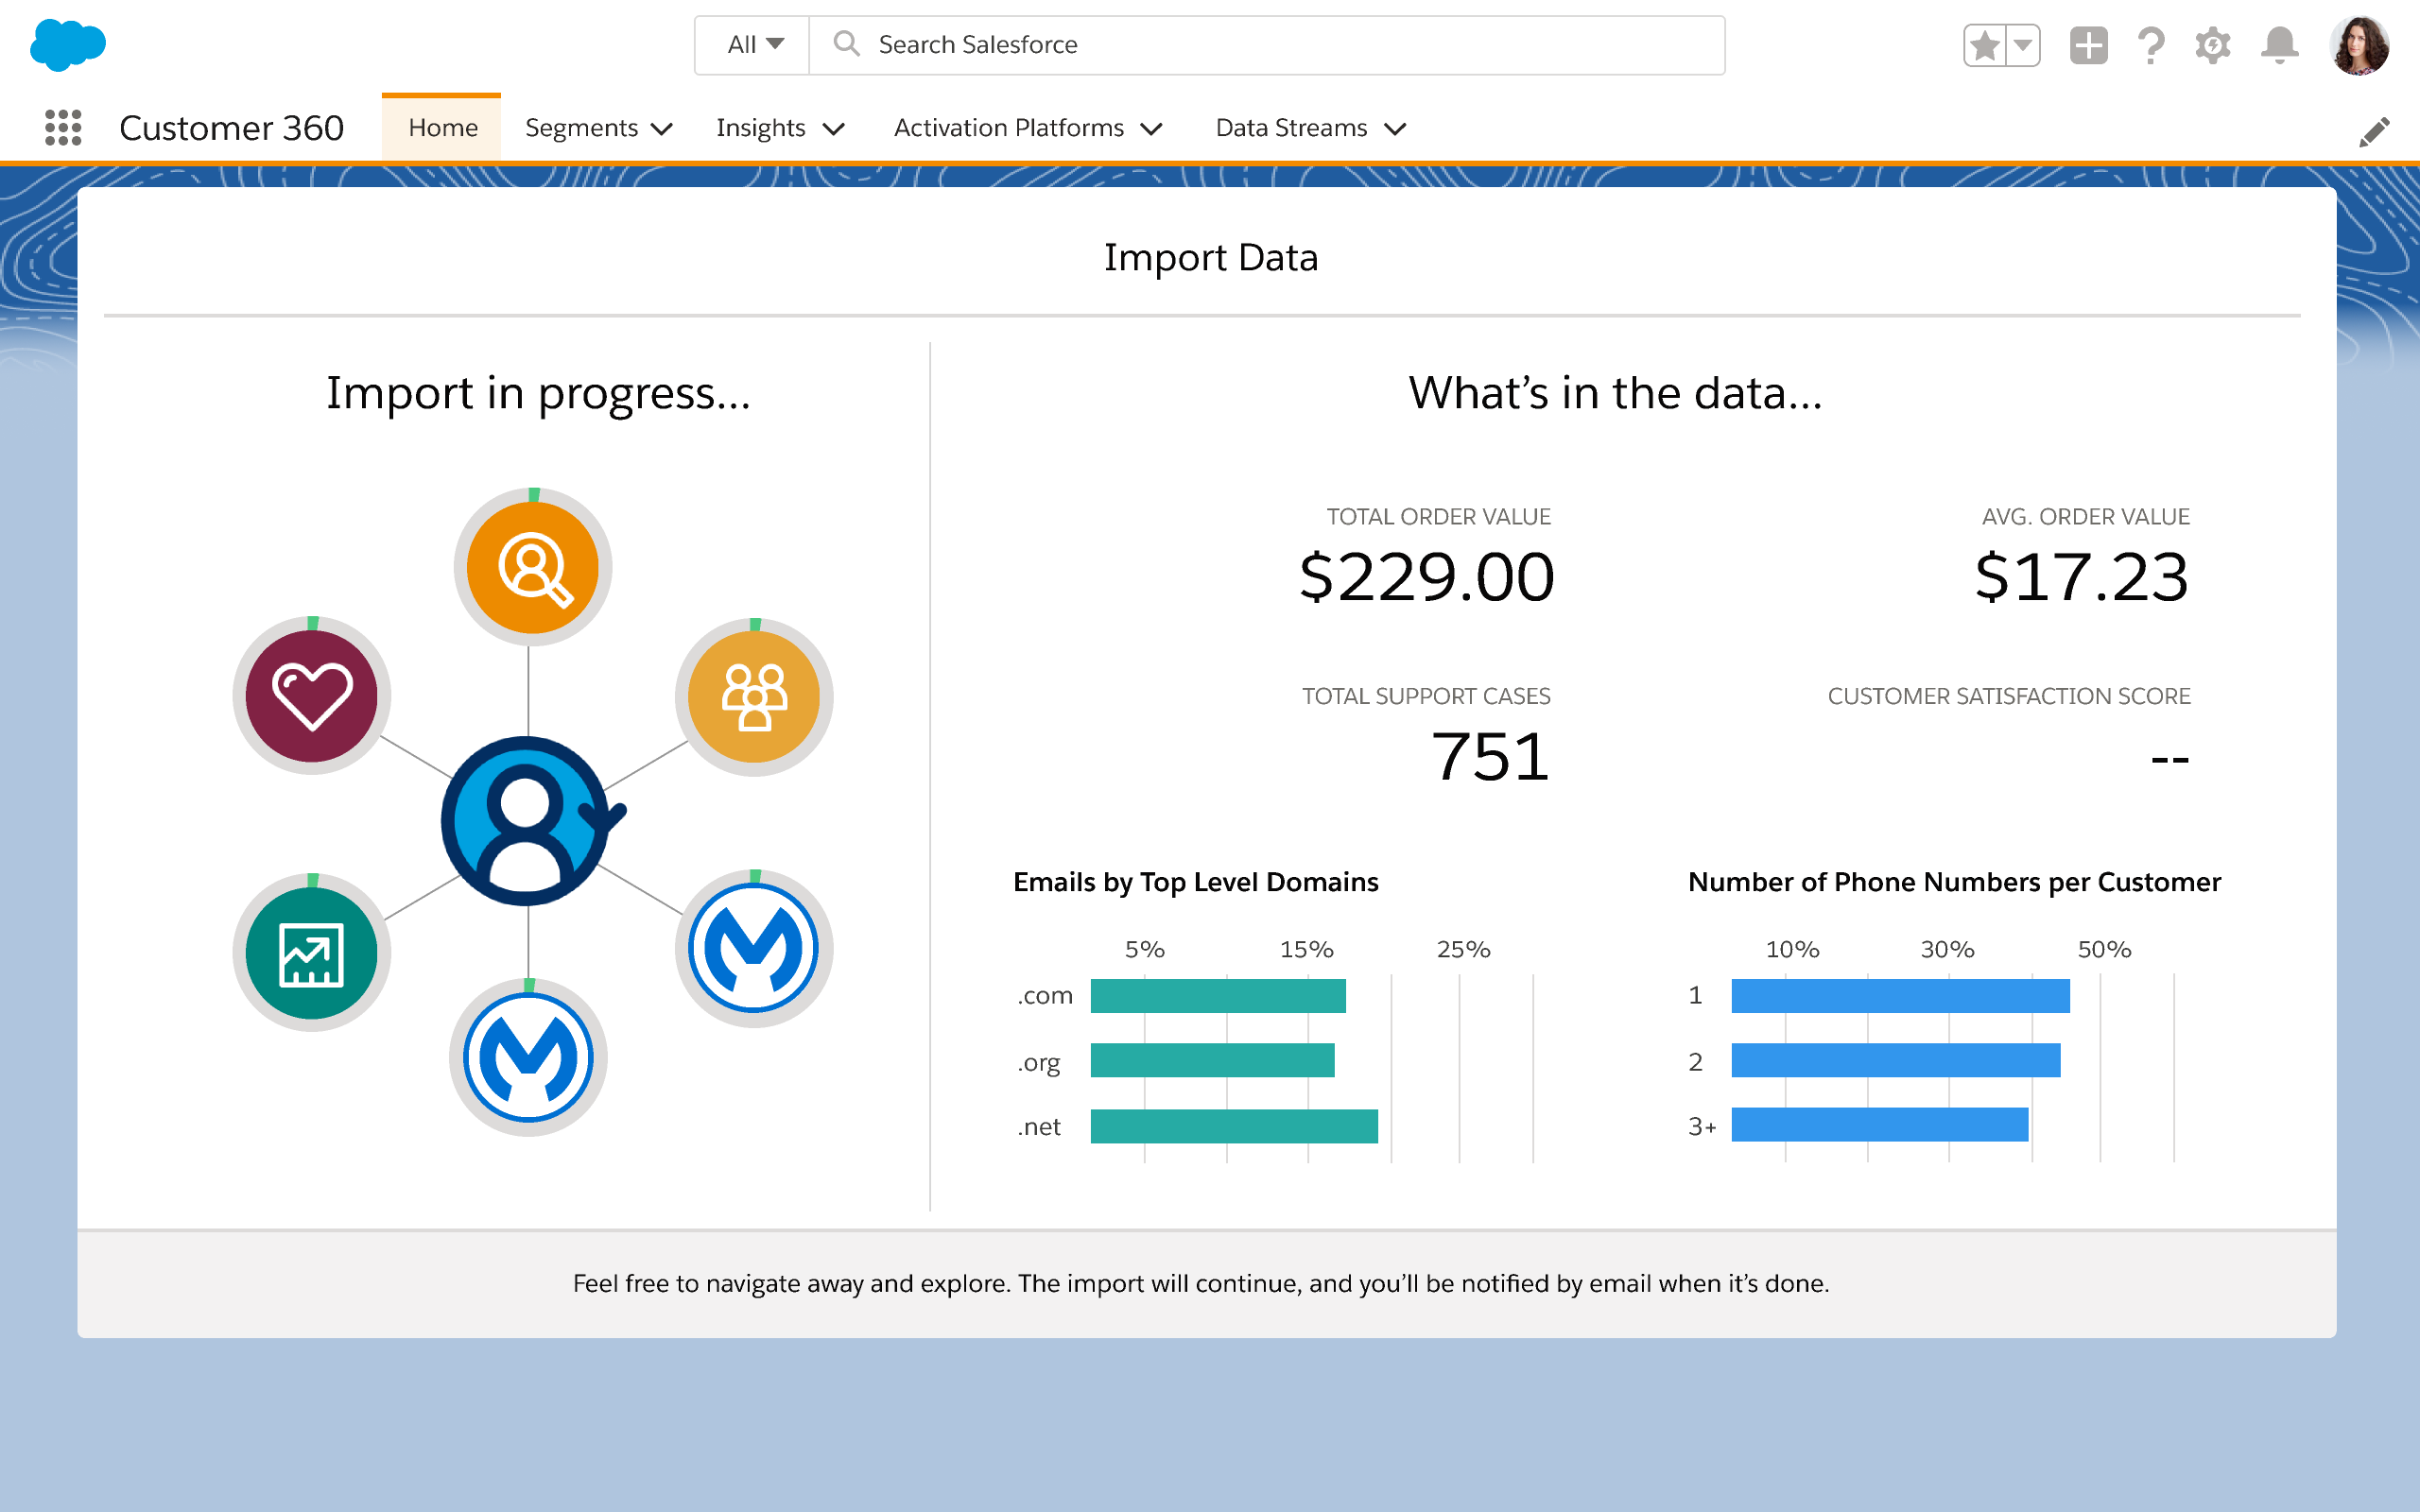 All
Search Salesforce
Customer 360
Home
Segments
Insights
Activation Platforms
Data Streams
Import Data
Import in progress...
What’s in the data...
TOTAL ORDER VALUE
$229.00
AVG. ORDER VALUE
$17.23
TOTAL SUPPORT CASES
751
CUSTOMER SATISFACTION SCORE
--
Emails by Top Level Domains
5% 15% 25%
.com
.org
.net
Number of Phone Numbers per Customer
10% 30% 50%
1
2
3+
Feel free to navigate away and explore. The import will continue, and you’ll be notified by email when it’s done.